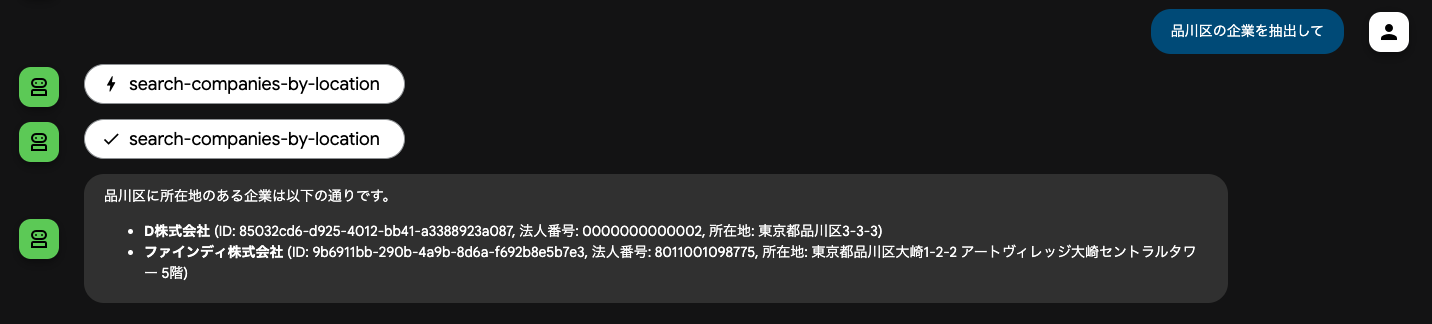 品川区の企業を抽出して
search-companies-by-location
search-companies-by-location
品川区に所在地のある企業は以下の通りです。
• D株式会社 (ID: 85032cd6-d925-4012-bb41-a3388923a087, 法人番号: 0000000000002, 所在地: 東京都品川区3-3-3)
• ファインディ株式会社 (ID: 9b6911bb-290b-4a9b-8d6a-f692b8e5b7e3, 法人番号: 8011001098775, 所在地: 東京都品川区大崎1-2-2 アートヴィレッジ大崎セントラルタワ
ー 5階)